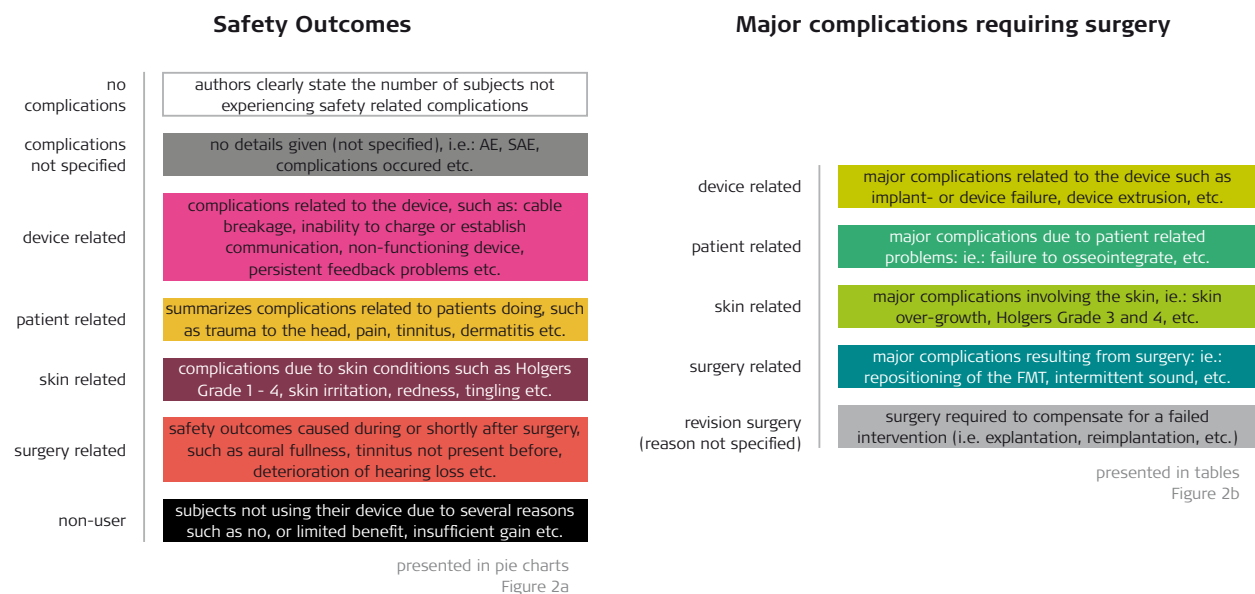 Safety Outcomes
no
complications
authors clearly state the number of subjects not
experiencing safety related complications
complications
not specified
no details given (not specified), i.e.: AE, SAE,
complications occured etc.
device related
complications related to the device, such as: cable
breakage, inability to charge or establish
communication, non-functioning device,
persistent feedback problems etc.
patient related
summarizes complications related to patients doing, such
as trauma to the head, pain, tinnitus, dermatitis etc.
skin related
complications due to skin conditions such as Holgers
Grade 1 - 4, skin irritation, redness, tingling etc.
surgery related
safety outcomes caused during or shortly after surgery,
such as aural fullness, tinnitus not present before,
deterioration of hearing loss etc.
non-user
subjects not using their device due to several reasons
such as no, or limited benefit, insufficient gain etc.
presented in pie charts
Figure 2a
Major complications requiring surgery
device related
major complications related to the device such as
implant- or device failure, device extrusion, etc.
patient related
major complications due to patient related
problems: ie.: failure to osseointegrate, etc.
skin related
major complications involving the skin, ie.: skin
over-growth, Holgers Grade 3 and 4, etc.
surgery related
major complications resulting from surgery: ie.:
repositioning of the FMT, intermittent sound, etc.
revision surgery
(reason not specified)
surgery required to compensate for a failed
intervention (i.e. explantation, reimplantation, etc.)
presented in tables
Figure 2b